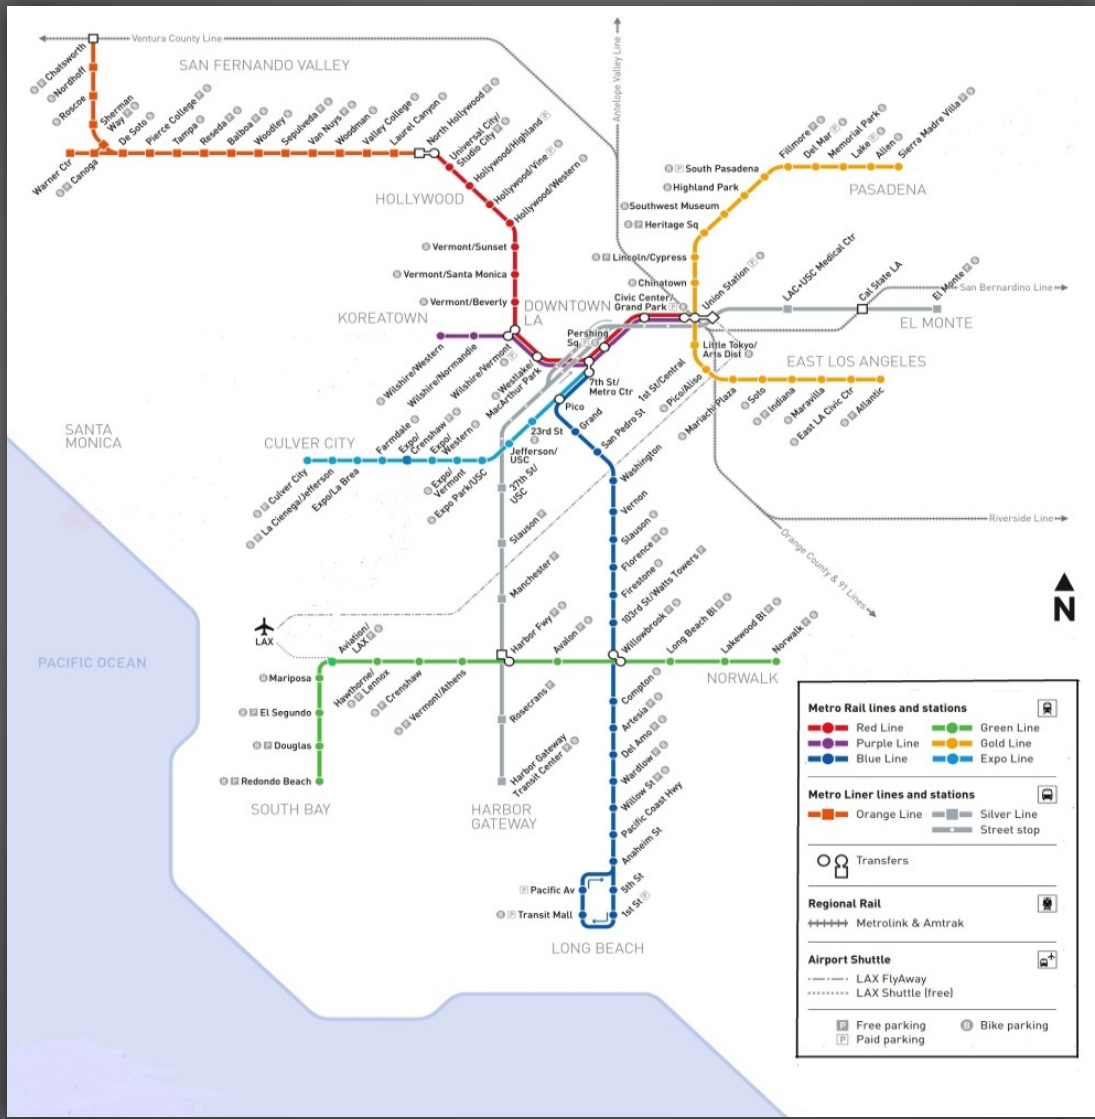 Ventura County Line
Antelope Valley Line
SAN FERNANDO VALLEY
Chatsworth
Nordhoff
Roscoe
Sherman
Way
Warner Ctr
Canoga
De Soto
Pierce College
Tampa
Reseda
Balboa
Woodley
Sepulveda
Van Nuys
Woodman
Valley College
Laurel Canyon
North Hollywood
Universal City/
Studio City
Hollywood/Highland
Hollywood/Vine
Hollywood/Western
HOLLYWOOD
Vermont/Sunset
Vermont/Santa Monica
Vermont/Beverly
Fillmore
Del Mar
Memorial Park
Lake
Allen
Sierra Madre Villa
PASADENA
South Pasadena
Highland Park
Southwest Museum
Heritage Sq
Lincoln/Cypress
Chinatown
Union Station
LAC+USC Medical Ctr
Cal State LA
El Monte
San Bernardino Line
EL MONTE
KOREATOWN
DOWNTOWN
LA
Civic Center/
Grand Park
Pershing
Sq
Wilshire/Western
Wilshire/Normandie
Wilshire/Vermont
Westlake/
MacArthur Park
7th St/
Metro Ctr
Little Tokyo/
Arts Dist
EAST LOS ANGELES
1st St/Central
Pico/Aliso
Mariachi Plaza
Soto
Indiana
Maravilla
East LA Civic Ctr
Atlantic
SANTA
MONICA
CULVER CITY
Culver City
La Cienega/Jefferson
Expo/La Brea
Farmdale
Expo/
Crenshaw
Expo/
Western
Expo/
Vermont
Expo Park/USC
Jefferson/
USC
23rd St
Pico
Grand
San Pedro St
Washington
Vernon
Slauson
Florence
Firestone
103rd St/Watts Towers
Willowbrook
37th St/
USC
Slauson
Manchester
Harbor Fwy
Rosecrans
Harbor Gateway
Transit Center
HARBOR
GATEWAY
Riverside Line
Orange County & 91 Lines
N
LAX
Aviation/
LAX
Hawthorne/
Lennox
Crenshaw
Vermont/Athens
Avalon
Long Beach Bl
Lakewood Bl
Norwalk
NORWALK
Mariposa
El Segundo
Douglas
Redondo Beach
SOUTH BAY
PACIFIC OCEAN
Compton
Artesia
Del Amo
Wardlow
Willow St
Pacific Coast Hwy
Anaheim St
5th St
1st St
Pacific Av
Transit Mall
LONG BEACH
Metro Rail lines and stations
Red Line
Green Line
Purple Line
Gold Line
Blue Line
Expo Line
Metro Liner lines and stations
Orange Line
Silver Line
Street stop
Transfers
Regional Rail
Metrolink & Amtrak
Airport Shuttle
LAX FlyAway
LAX Shuttle (free)
P Free parking
B Bike parking
P Paid parking